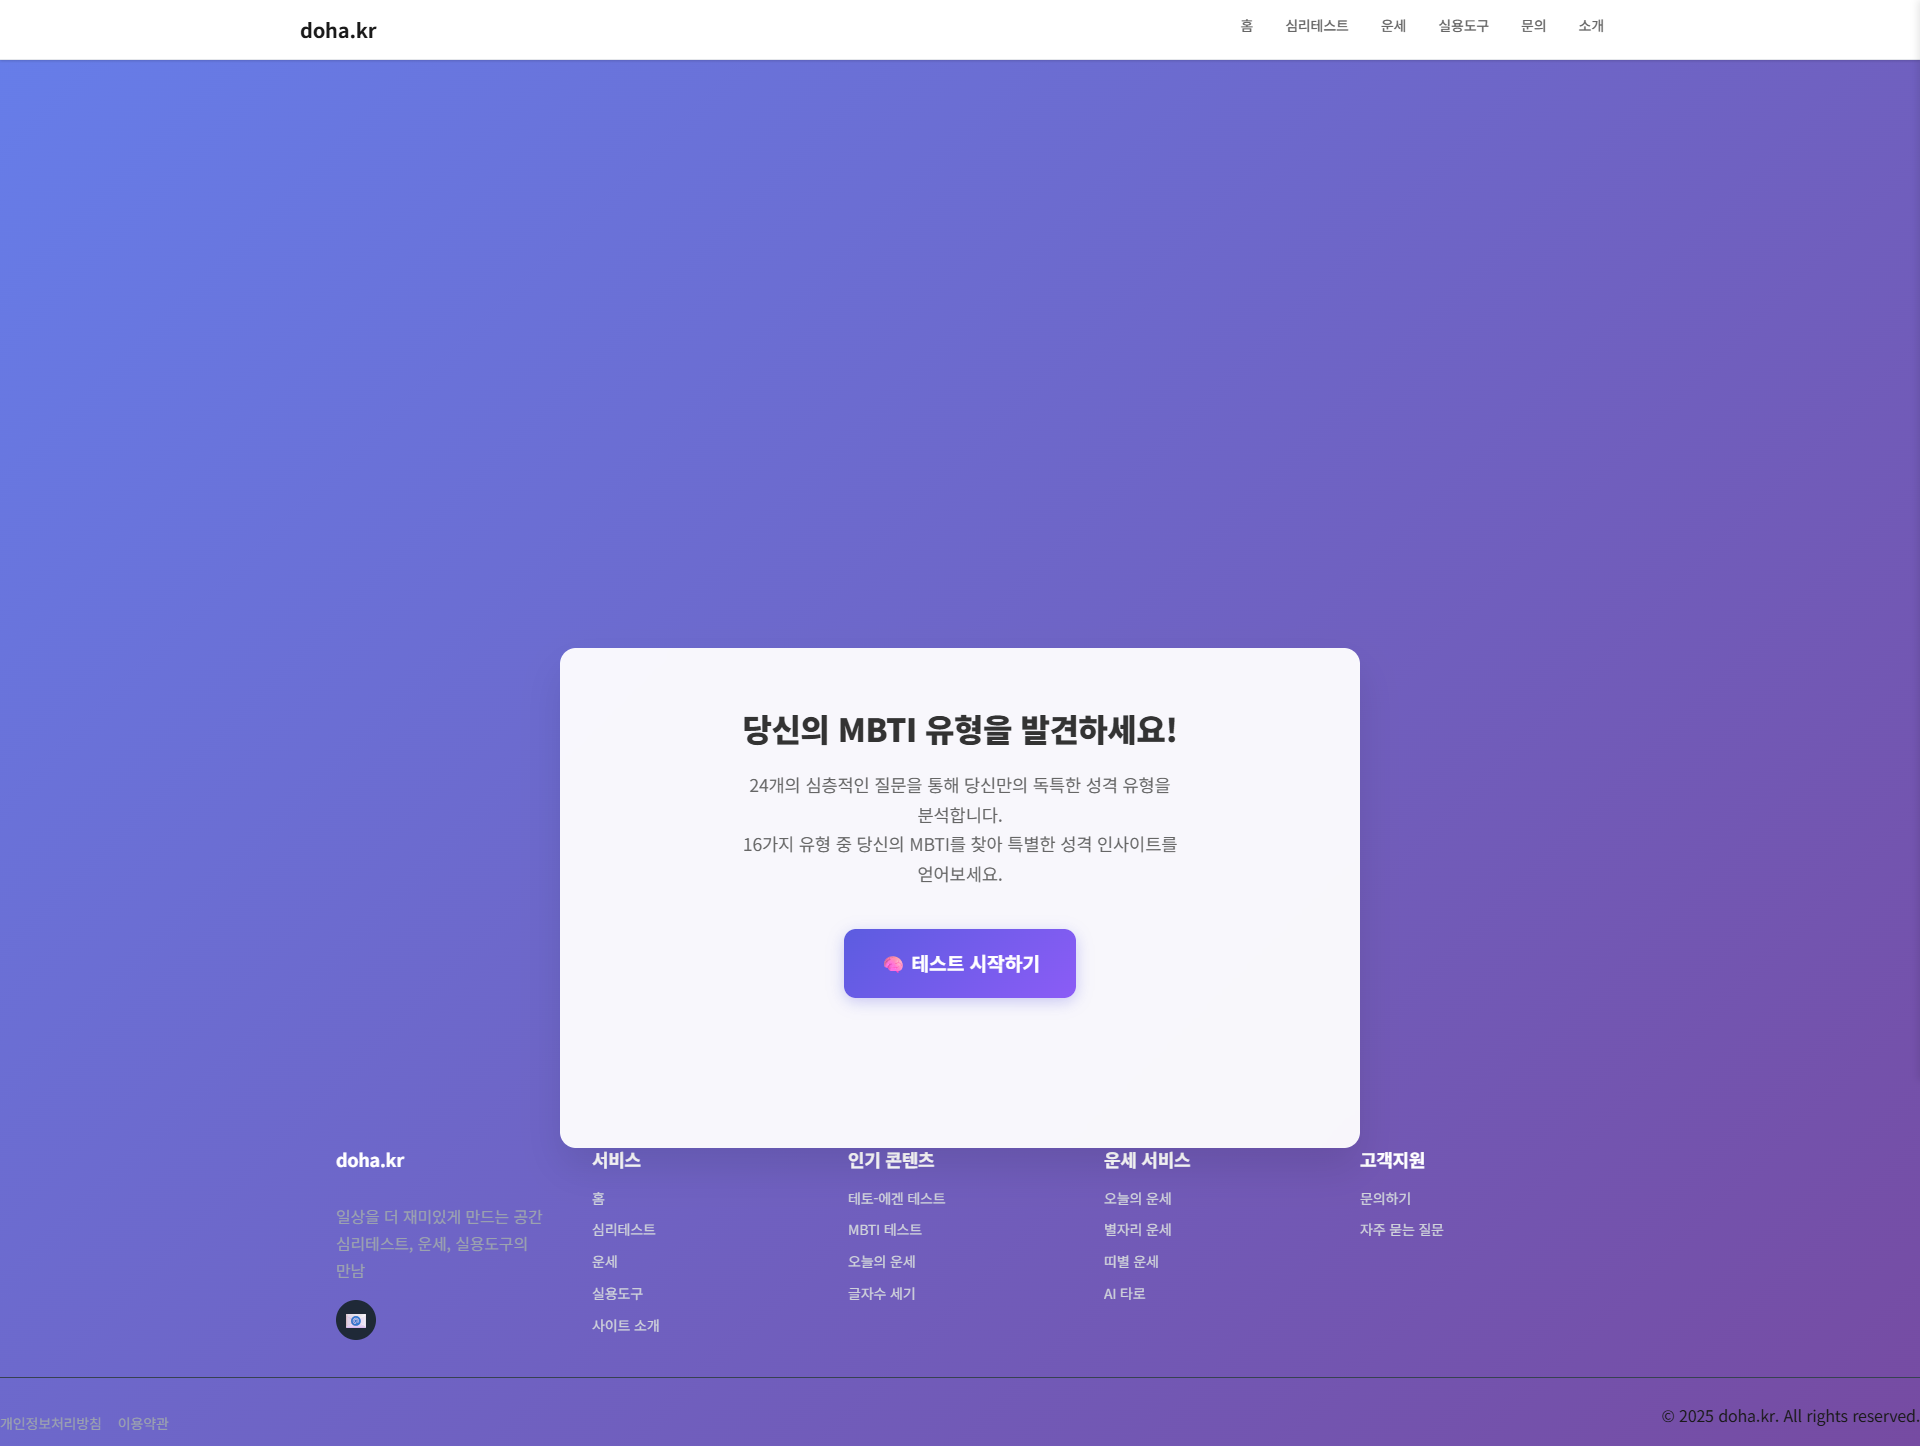 doha.kr
홈
심리테스트
운세
실용도구
문의
소개
당신의 MBTI 유형을 발견하세요!
24개의 심층적인 질문을 통해 당신만의 독특한 성격 유형을
분석합니다.
16가지 유형 중 당신의 MBTI를 찾아 특별한 성격 인사이트를
얻어보세요.
🧠 테스트 시작하기
doha.kr
일상을 더 재미있게 만드는 공간
심리테스트, 운세, 실용도구의
만남
서비스
홈
심리테스트
운세
실용도구
사이트 소개
인기 콘텐츠
테토-에겐 테스트
MBTI 테스트
오늘의 운세
글자수 세기
운세 서비스
오늘의 운세
별자리 운세
띠별 운세
AI 타로
고객지원
문의하기
자주 묻는 질문
개인정보처리방침
이용약관
© 2025 doha.kr. All rights reserved.